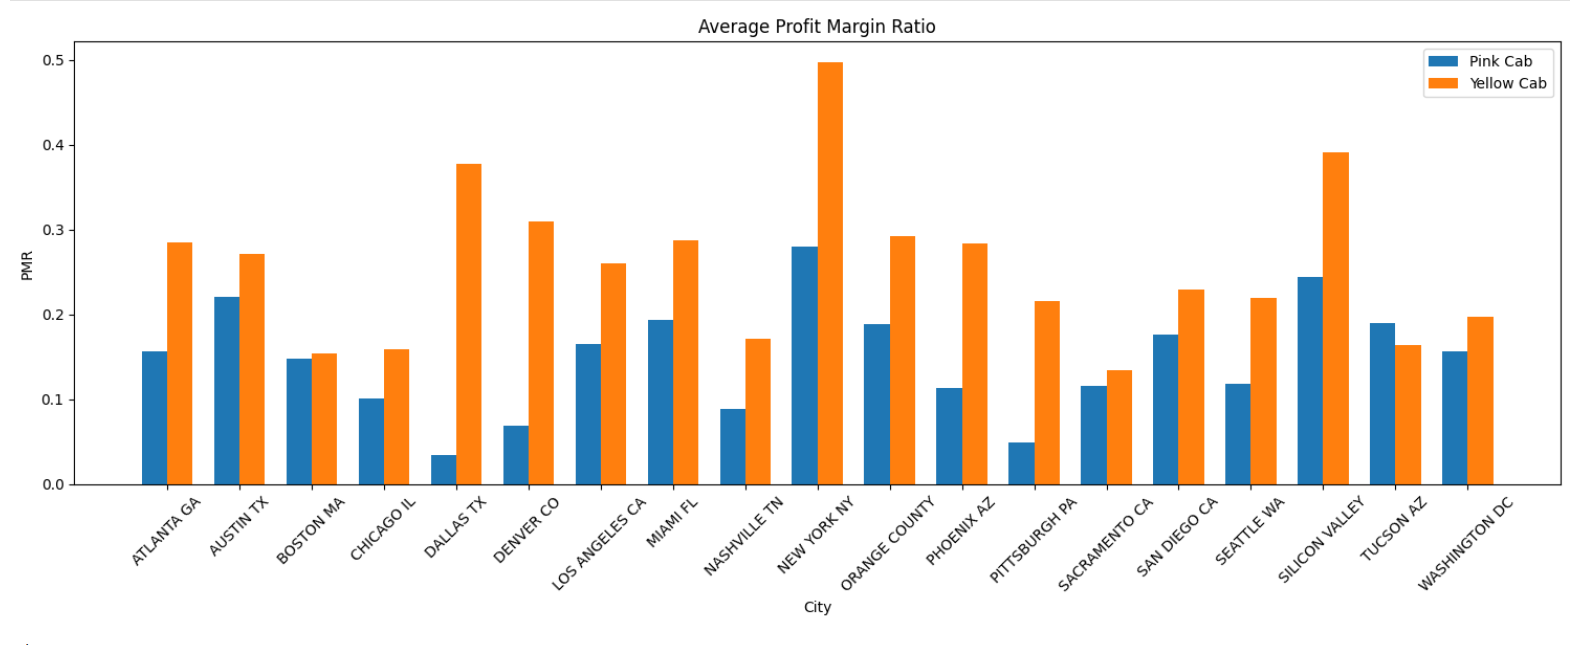 Average Profit Margin Ratio
Pink Cab
Yellow Cab
0.5
0.4
0.3
0.2
0.1
0.0
PMR
ATLANTA GA
AUSTIN TX
BOSTON MA
CHICAGO IL
DALLAS TX
DENVER CO
LOS ANGELES CA
MIAMI FL
NASHVILLE TN
NEW YORK NY
ORANGE COUNTY
PHOENIX AZ
PITTSBURGH PA
SACRAMENTO CA
SAN DIEGO CA
SEATTLE WA
SILICON VALLEY
TUCSON AZ
WASHINGTON DC
City